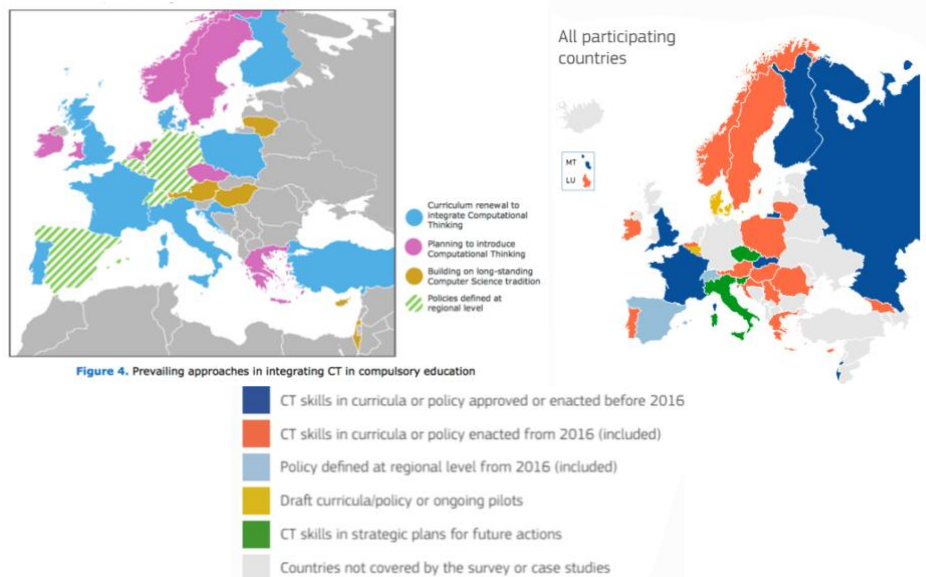 All participating
countries
MT
LU
Curriculum renewal to
integrate Computational
Thinking
Planning to introduce
Computational Thinking
Building on long-standing
Computer Science tradition
Policies defined at
regional level
Figure 4. Prevailing approaches in integrating CT in compulsory education
CT skills in curricula or policy approved or enacted before 2016
CT skills in curricula or policy enacted from 2016 (included)
Policy defined at regional level from 2016 (included)
Draft curricula/policy or ongoing pilots
CT skills in strategic plans for future actions
Countries not covered by the survey or case studies